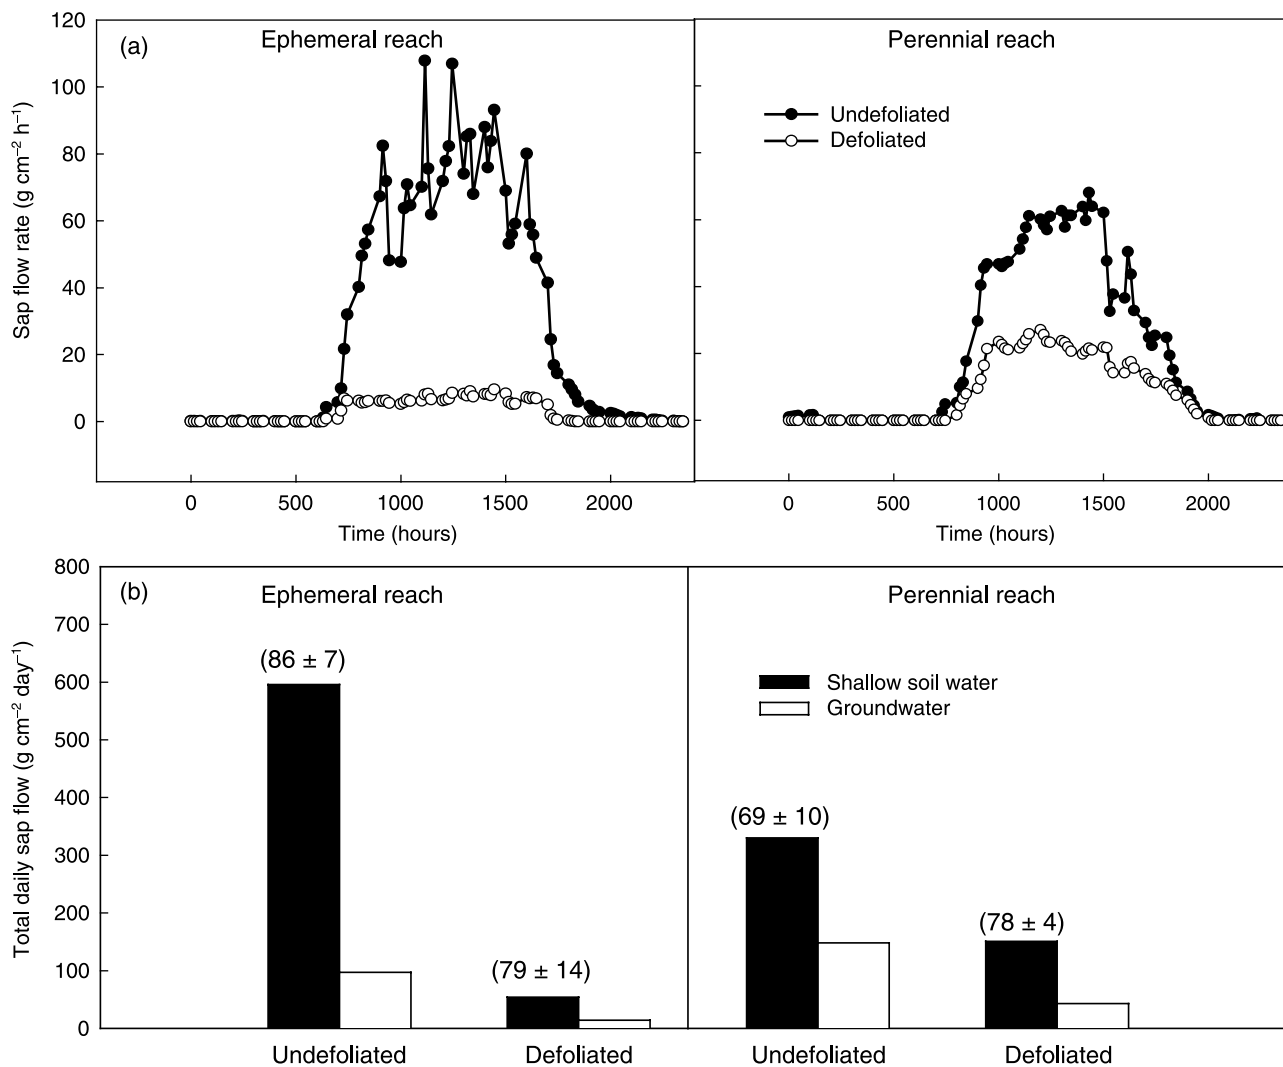 (a)
Ephemeral reach
Perennial reach
120
100
80
60
40
20
0
Sap flow rate (g cm⁻² h⁻¹)
Undefoliated
Defoliated
0 500 1000 1500 2000
0 500 1000 1500 2000
Time (hours)
Time (hours)
(b)
Ephemeral reach
Perennial reach
800
700
600
500
400
300
200
100
0
Total daily sap flow (g cm⁻² day⁻¹)
(86 ± 7)
(79 ± 14)
Shallow soil water
Groundwater
(69 ± 10)
(78 ± 4)
Undefoliated Defoliated
Undefoliated Defoliated